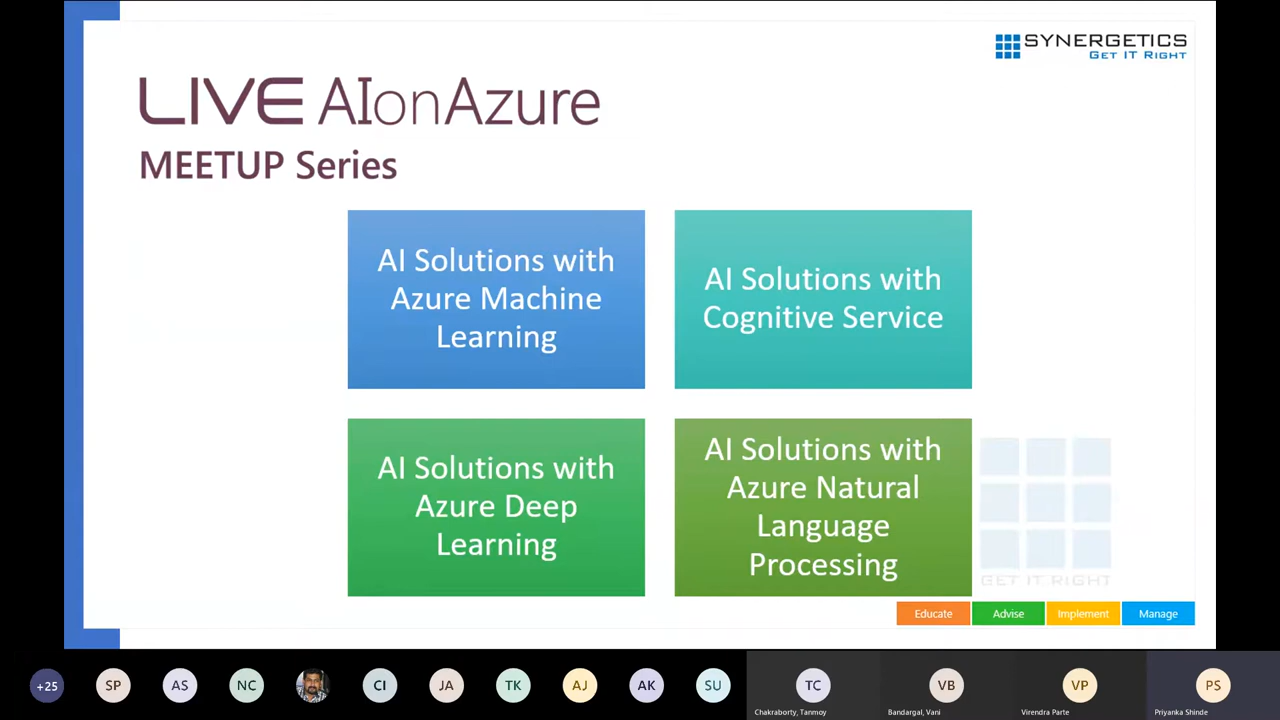 SYNERGETICS
GET IT RIGHT
LIVE AIonAzure
MEETUP Series
AI Solutions with
Azure Machine
Learning
AI Solutions with
Cognitive Service
AI Solutions with
Azure Deep
Learning
AI Solutions with
Azure Natural
Language
Processing
GET IT RIGHT
Educate
Advise
Implement
Manage
+25
SP
AS
NC
CI
JA
TK
AJ
AK
SU
TC
VB
VP
PS
Chakraborty, Tanmoy
Bandargal, Vani
Virendra Parte
Priyanka Shinde